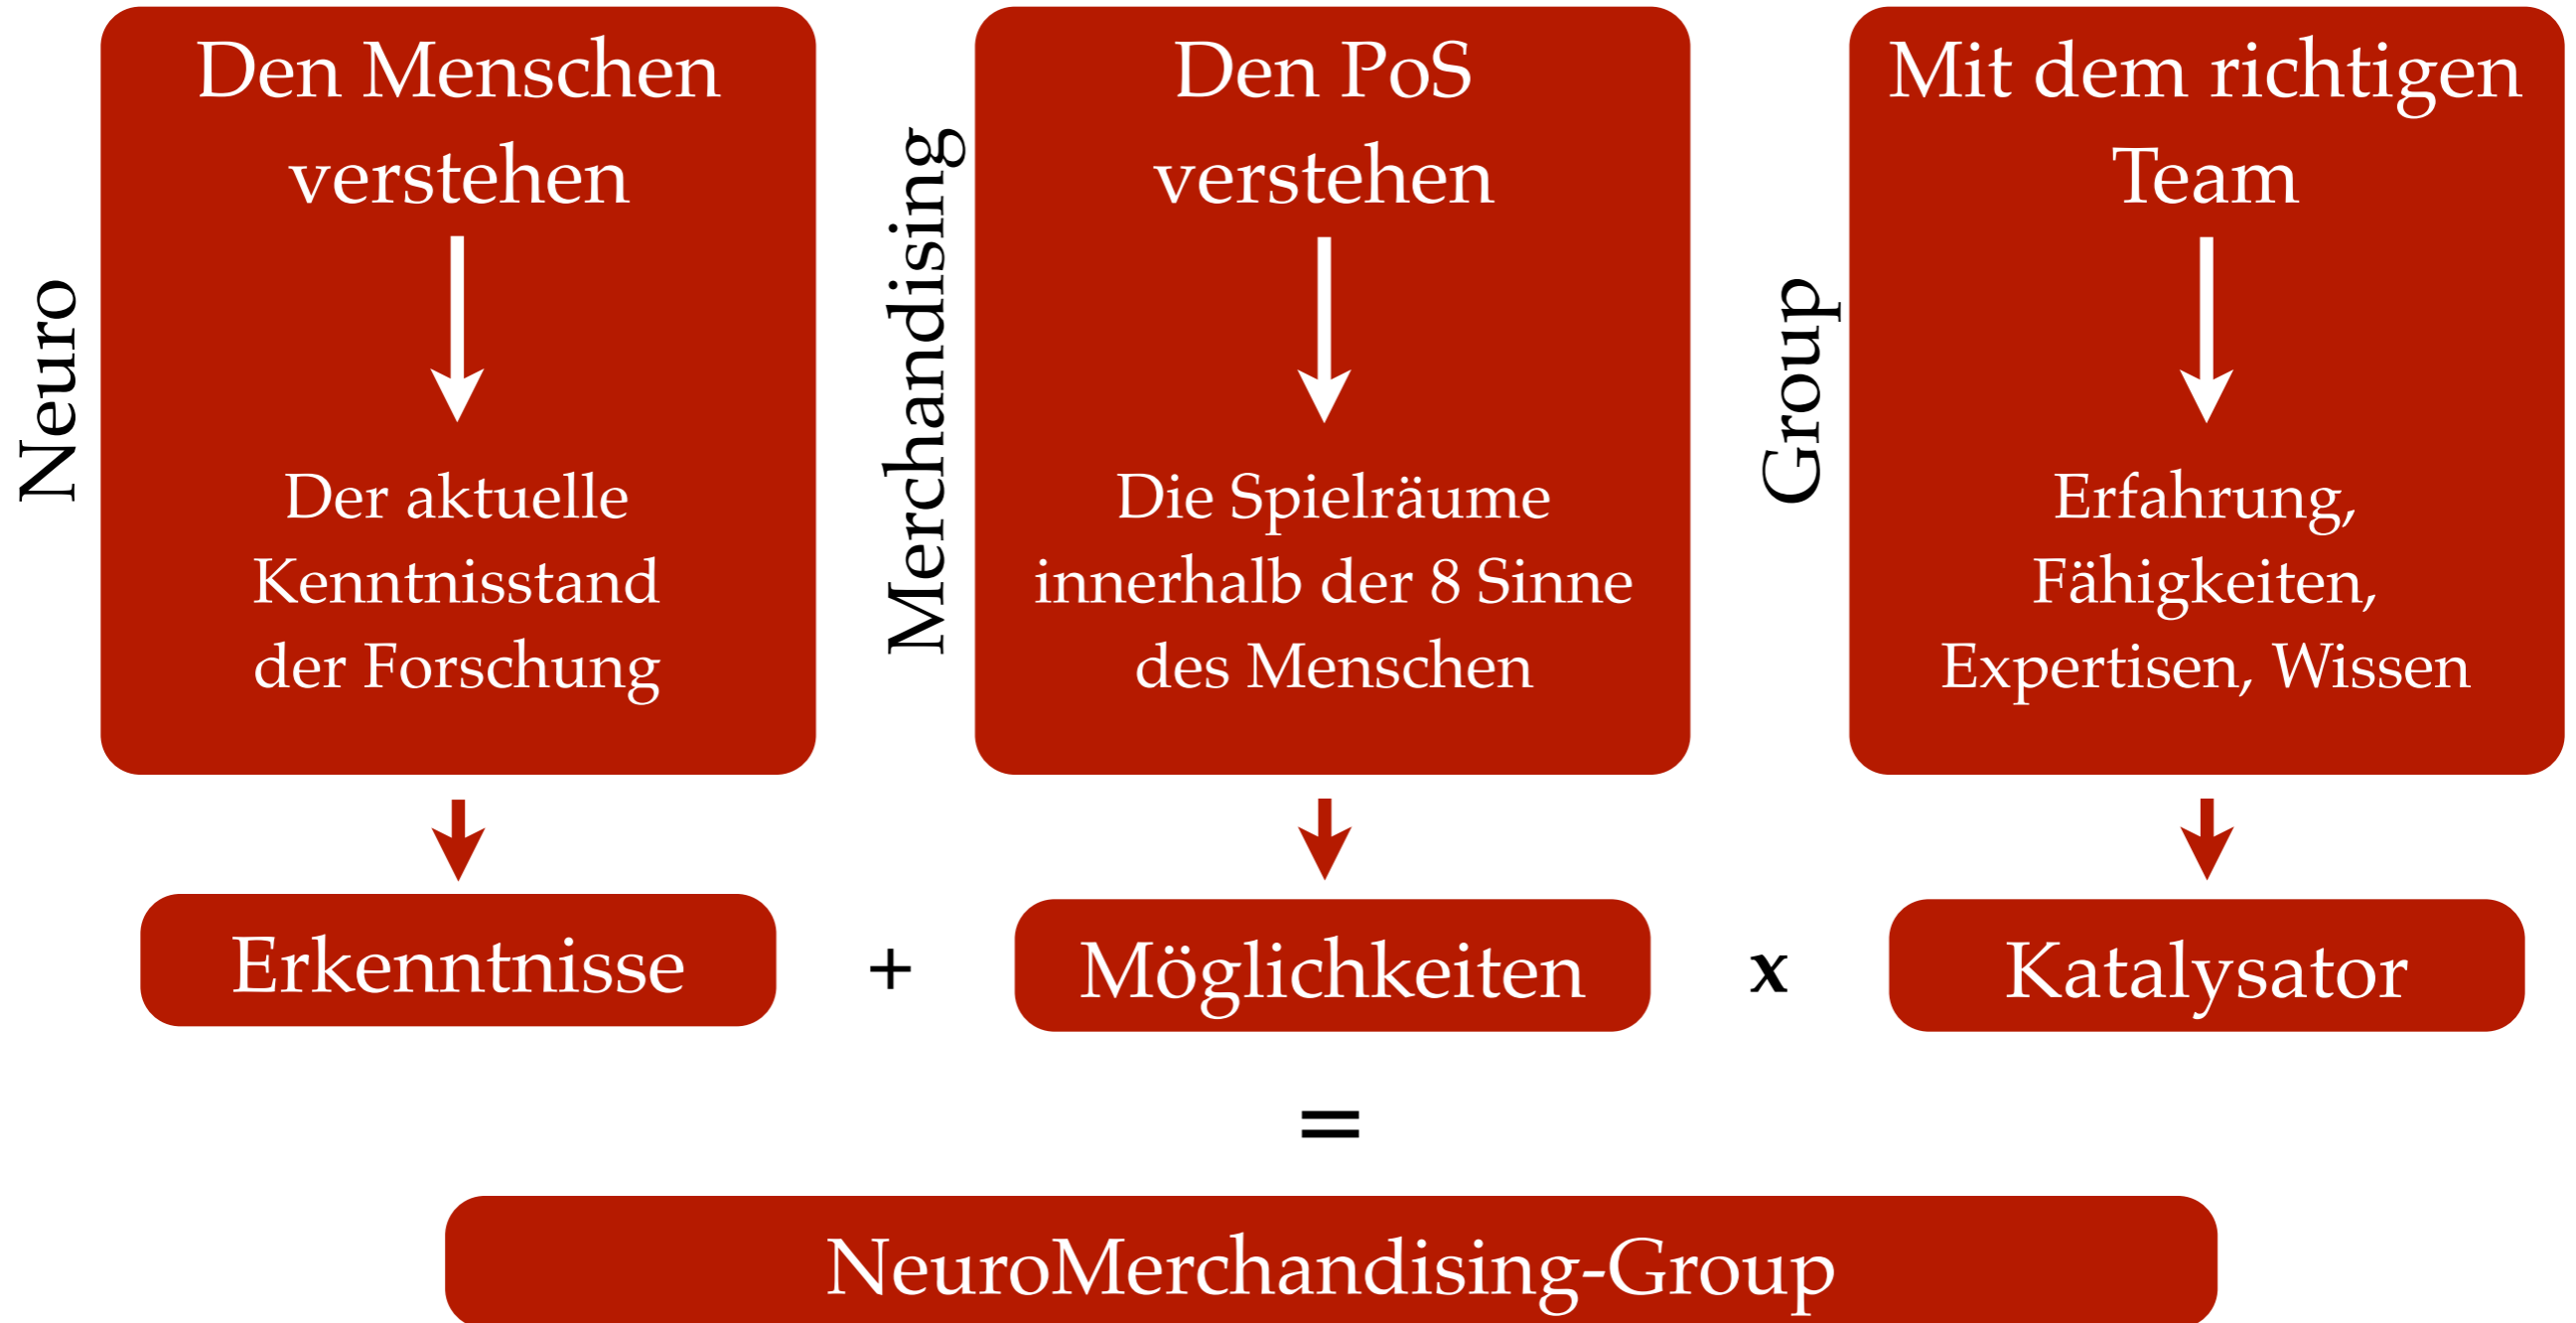 Neuro
Den Menschen
verstehen
Der aktuelle
Kenntnisstand
der Forschung
Merchandising
Den PoS
verstehen
Die Spielräume
innerhalb der 8 Sinne
des Menschen
Group
Mit dem richtigen
Team
Erfahrung,
Fähigkeiten,
Expertisen, Wissen
Erkenntnisse + Möglichkeiten x Katalysator
=
NeuroMerchandising-Group